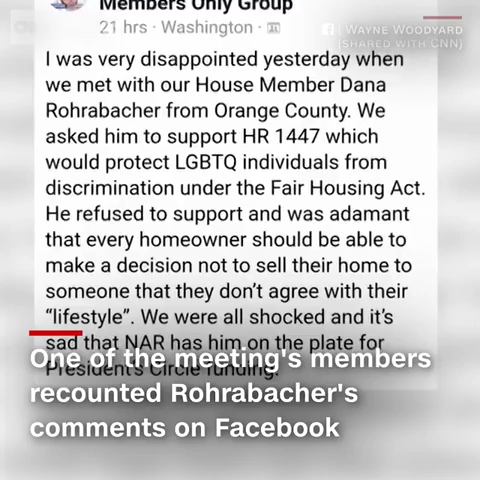 Members Only Group
21 hrs · Washington ·
WAYNE WOODYARD
(SHARED WITH CNN)
I was very disappointed yesterday when
we met with our House Member Dana
Rohrabacher from Orange County. We
asked him to support HR 1447 which
would protect LGBTQ individuals from
discrimination under the Fair Housing Act.
He refused to support and was adamant
that every homeowner should be able to
make a decision not to sell their home to
someone that they don't agree with their
“lifestyle”. We were all shocked and it's
sad that NAR has him on the plate for
President's Circle funding.
One of the meeting's members
recounted Rohrabacher's
comments on Facebook